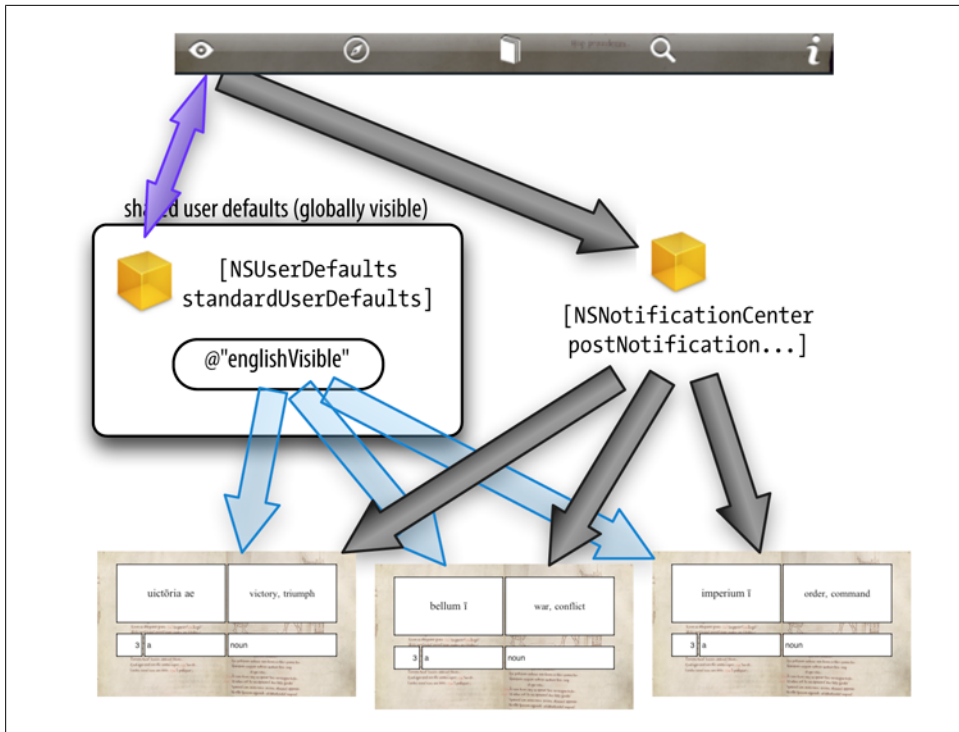 i
shared user defaults (globally visible)
[NSUserDefaults
standardUserDefaults]
@"englishVisible"
[NSNotificationCenter
postNotification...]
uictōria ae
victory, triumph
3 a
noun
bellum ī
war, conflict
3 a
noun
imperium ī
order, command
3 a
noun